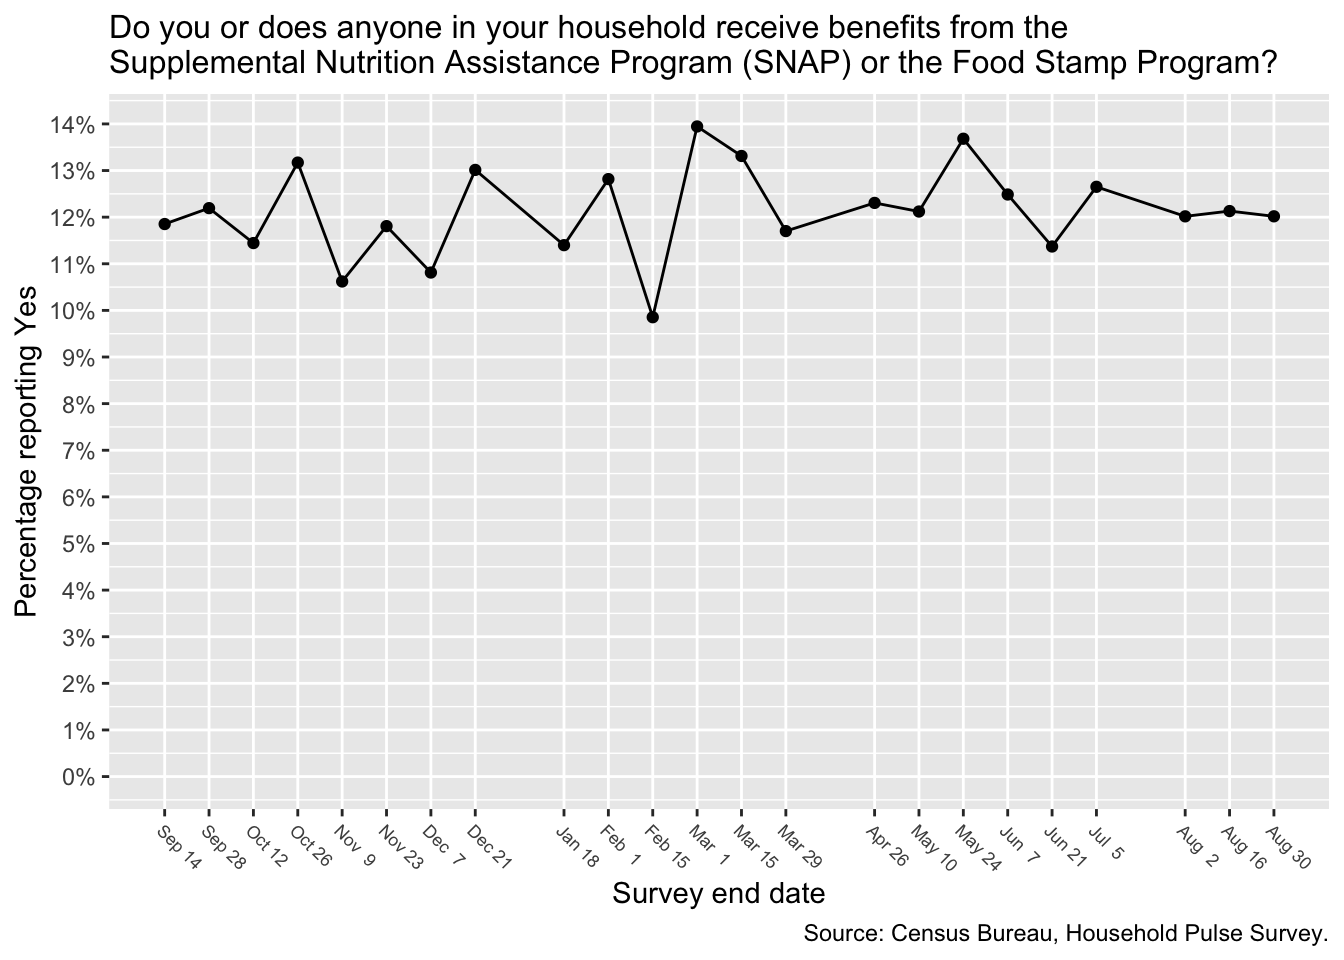 Do you or does anyone in your household receive benefits from the
Supplemental Nutrition Assistance Program (SNAP) or the Food Stamp Program?
Percentage reporting Yes
14%
13%
12%
11%
10%
9%
8%
7%
6%
5%
4%
3%
2%
1%
0%
Sep 14
Sep 28
Oct 12
Oct 26
Nov 9
Nov 23
Dec 7
Dec 21
Jan 18
Feb 1
Feb 15
Mar 1
Mar 15
Mar 29
Apr 26
May 10
May 24
Jun 7
Jun 21
Jul 5
Aug 2
Aug 16
Aug 30
Survey end date
Source: Census Bureau, Household Pulse Survey.